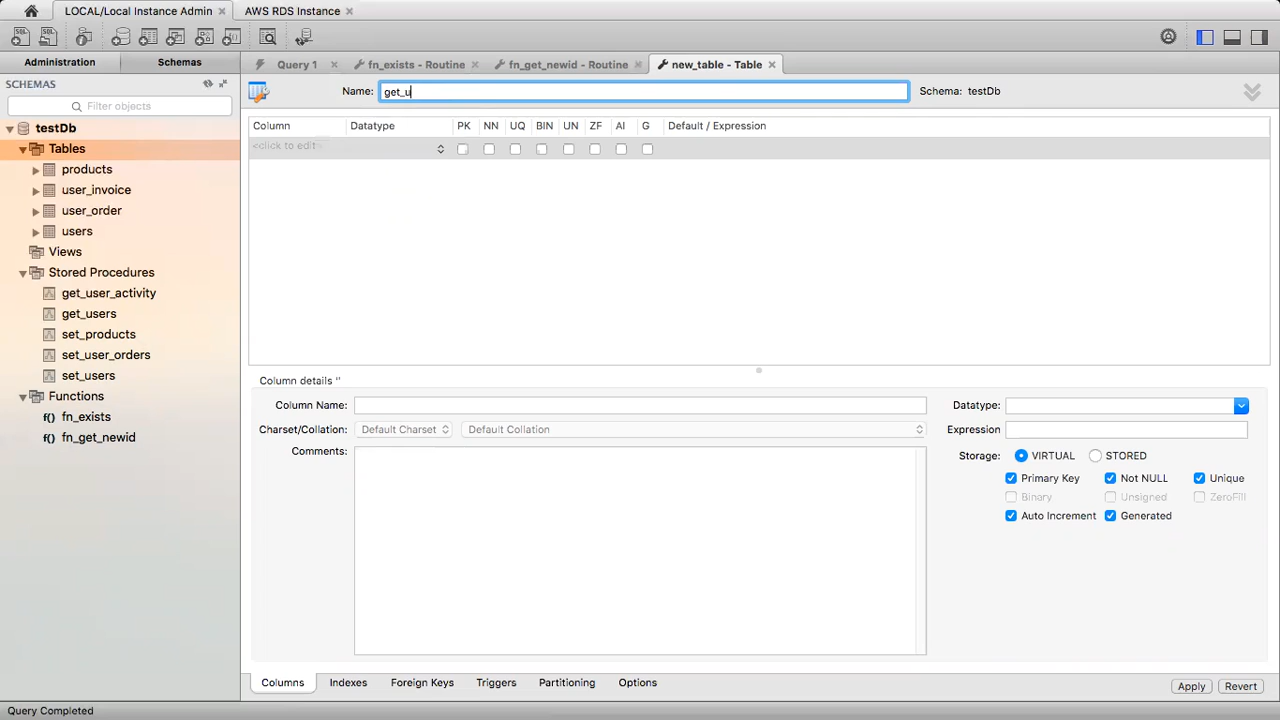 LOCAL/Local Instance Admin
AWS RDS Instance
Administration
Schemas
Query 1
fn_exists - Routine
fn_get_newid - Routine
new_table - Table
SCHEMAS
Filter objects
testDb
Tables
products
user_invoice
user_order
users
Views
Stored Procedures
get_user_activity
get_users
set_products
set_user_orders
set_users
Functions
f() fn_exists
f() fn_get_newid
Name: get_u
Schema: testDb
Column Datatype PK NN UQ BIN UN ZF AI G Default / Expression
<click to edit>
Column details ''
Column Name:
Charset/Collation: Default Charset Default Collation
Comments:
Datatype:
Expression
Storage: VIRTUAL STORED
Primary Key Not NULL Unique
Binary Unsigned ZeroFill
Auto Increment Generated
Columns Indexes Foreign Keys Triggers Partitioning Options
Apply Revert
Query Completed